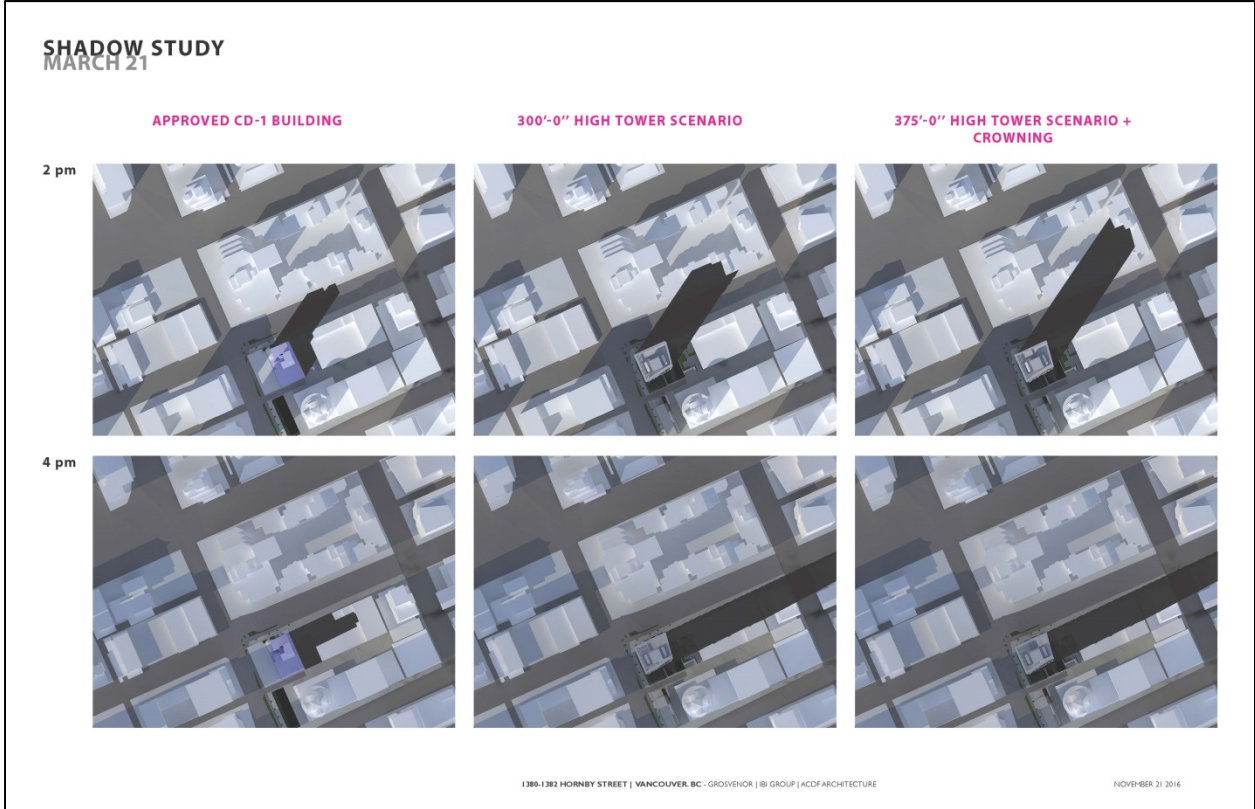 SHADOW STUDY
MARCH 21
APPROVED CD-1 BUILDING
300'-0'' HIGH TOWER SCENARIO
375'-0'' HIGH TOWER SCENARIO +
CROWNING
2 pm
4 pm
1380-1382 HORNBY STREET | VANCOUVER. BC - GROSVENOR | IBI GROUP | ACDF ARCHITECTURE
NOVEMBER 21 2016